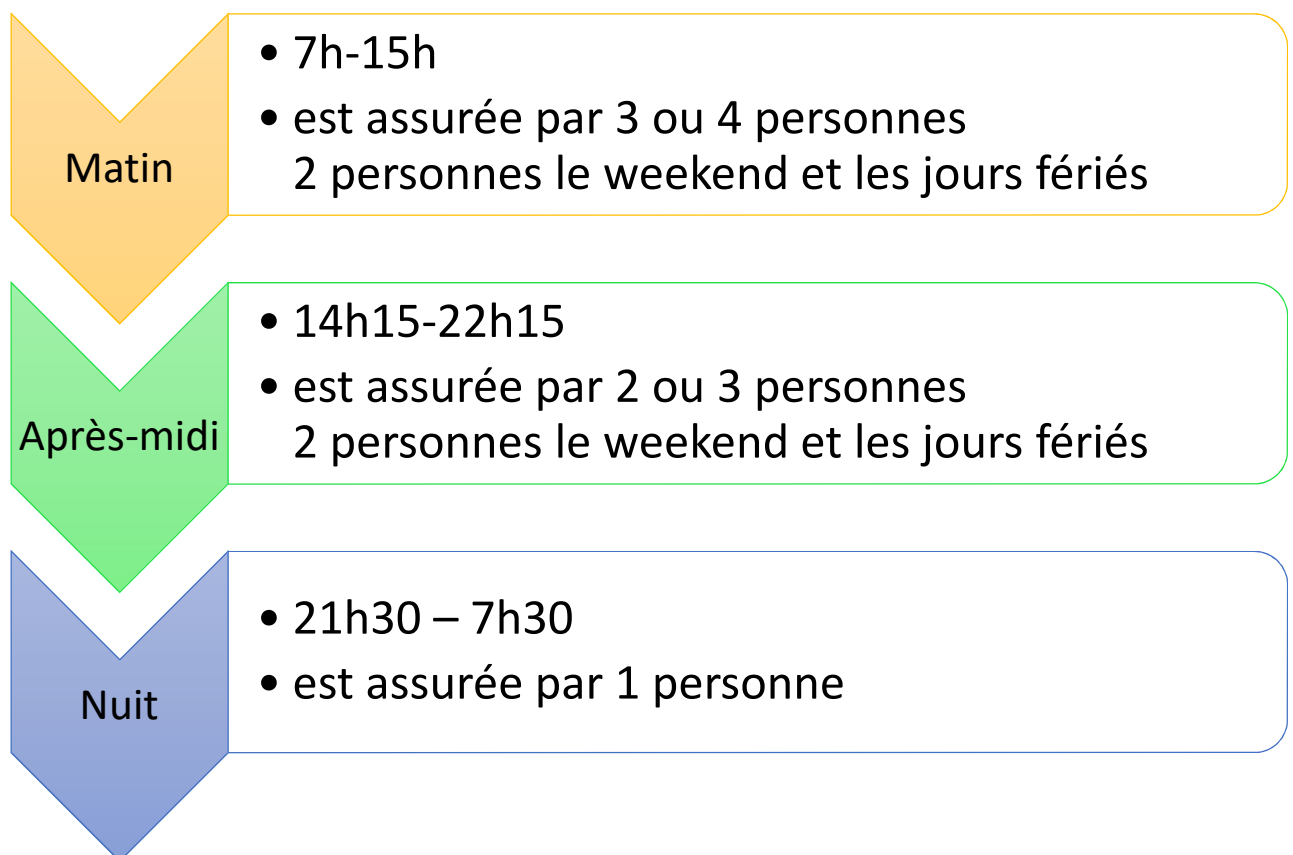 Matin
• 7h-15h
• est assurée par 3 ou 4 personnes
2 personnes le weekend et les jours fériés
Après-midi
• 14h15-22h15
• est assurée par 2 ou 3 personnes
2 personnes le weekend et les jours fériés
Nuit
• 21h30 – 7h30
• est assurée par 1 personne